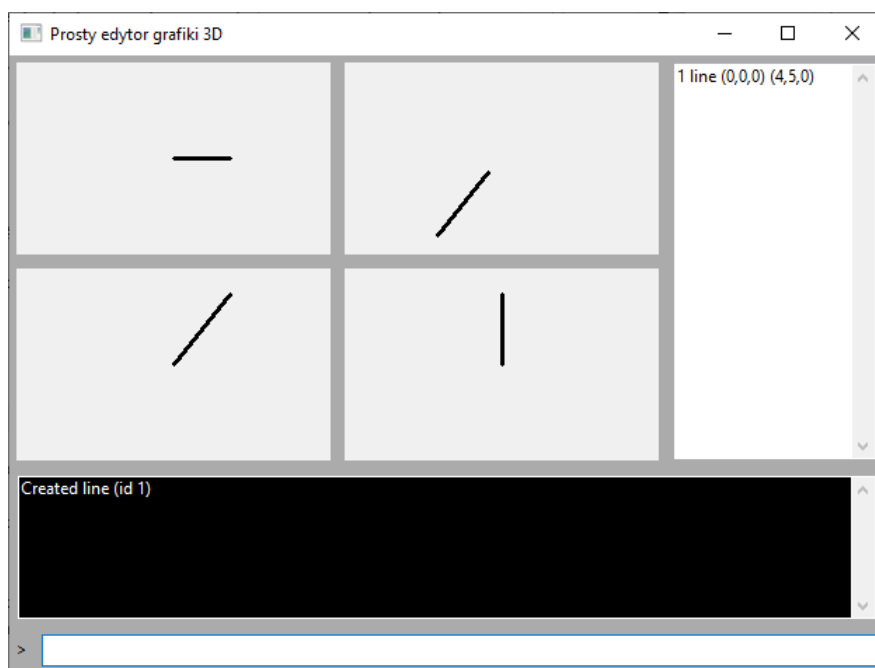 Prosty edytor grafiki 3D
1 line (0,0,0) (4,5,0)
Created line (id 1)
>